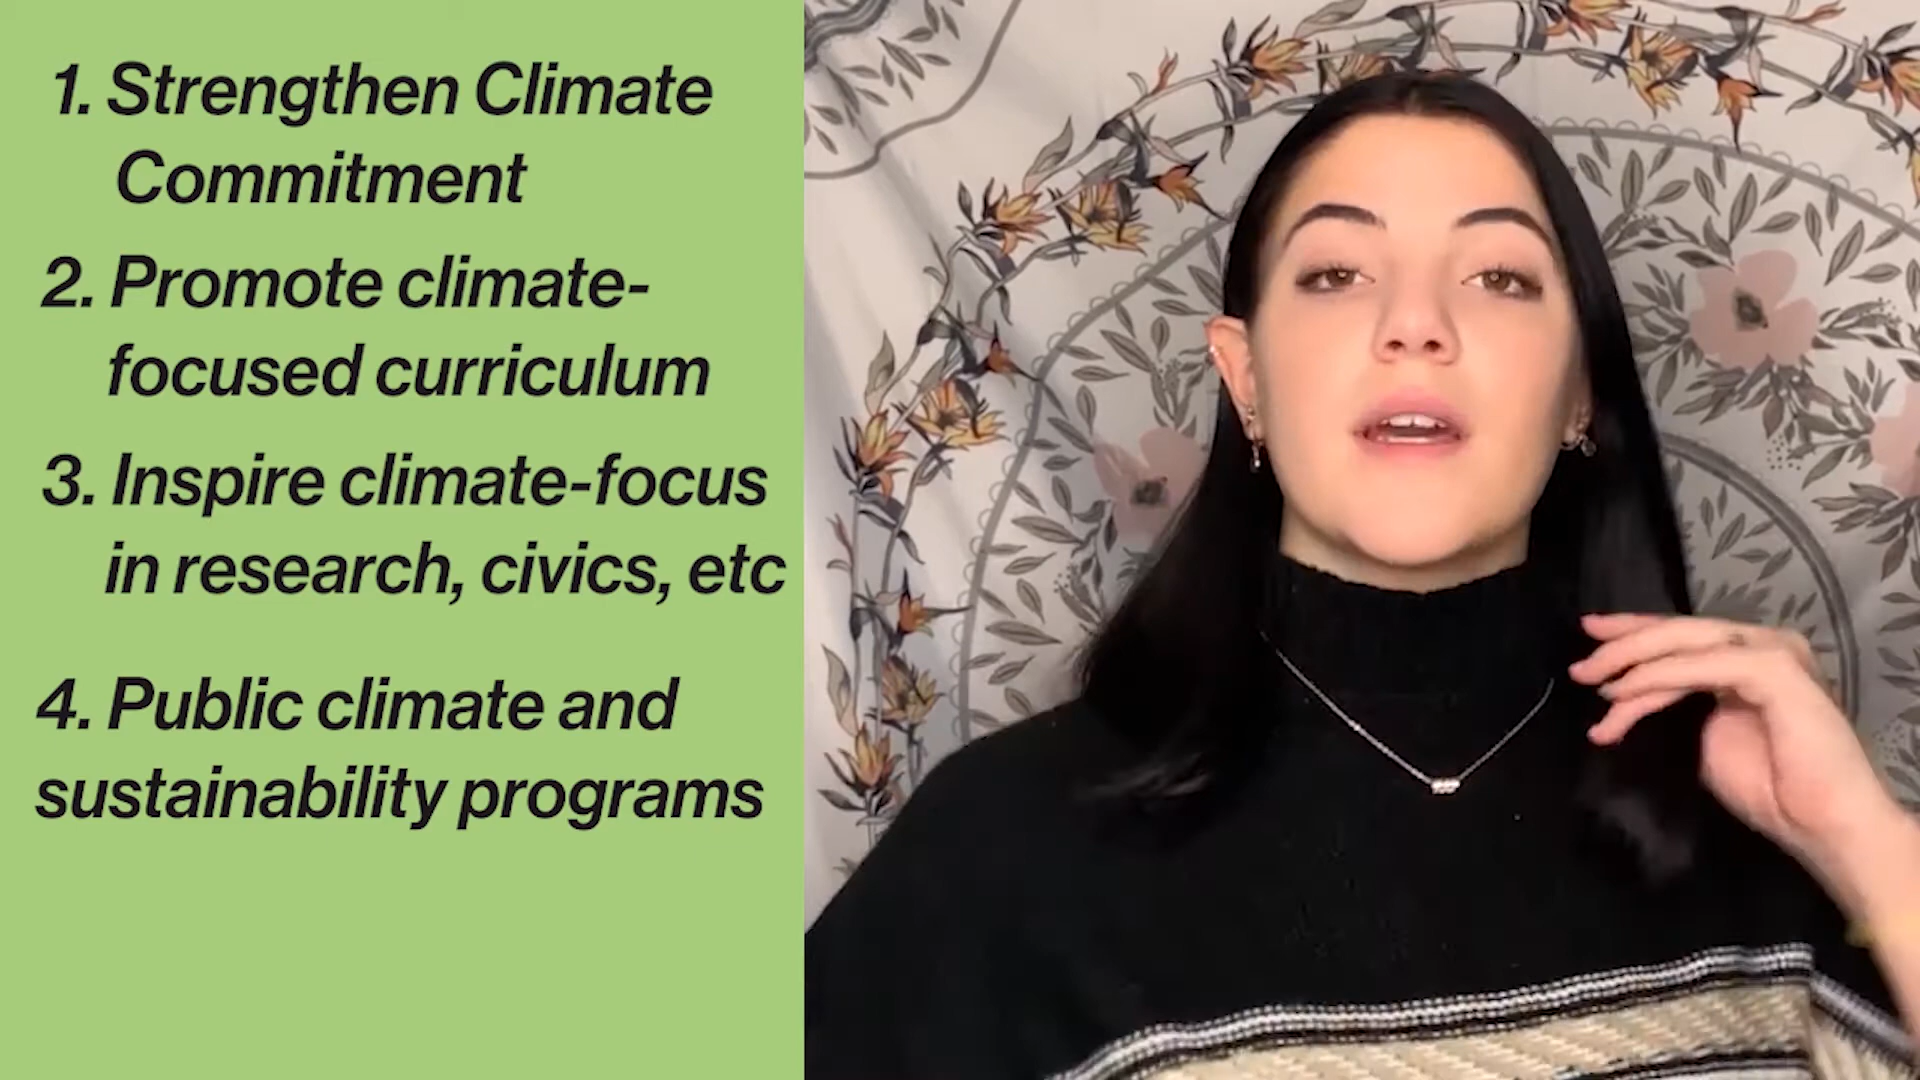 1. Strengthen Climate
Commitment
2. Promote climate-
focused curriculum
3. Inspire climate-focus
in research, civics, etc
4. Public climate and
sustainability programs